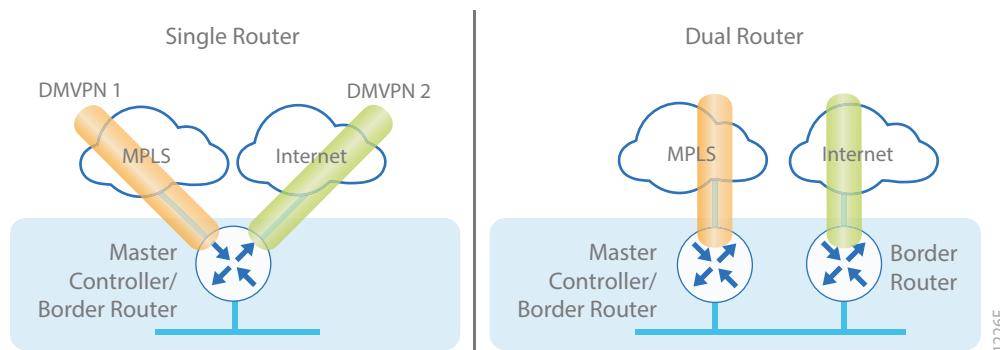 Single Router
DMVPN 1
DMVPN 2
MPLS
Internet
Master
Controller/
Border Router
Dual Router
MPLS
Internet
Master
Controller/
Border Router
Border
Router